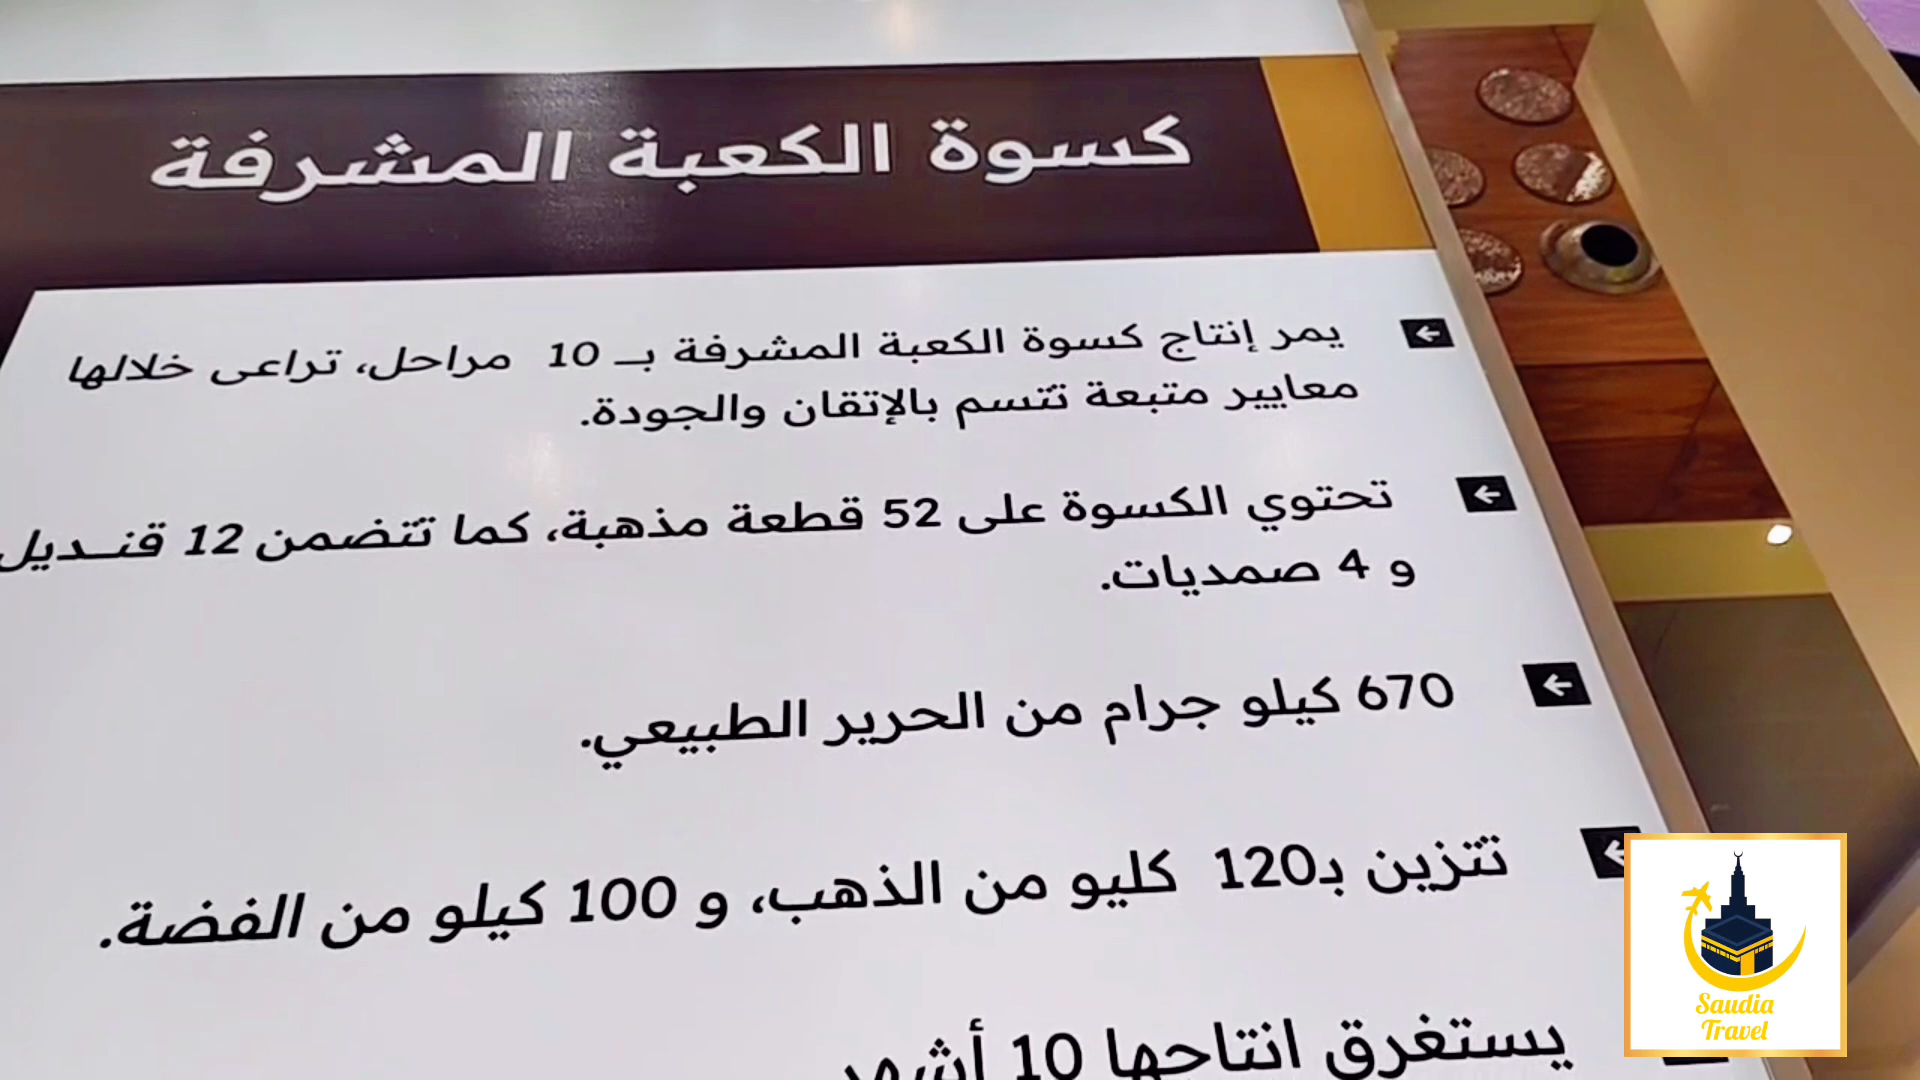 كسوة الكعبة المشرفة
يمر إنتاج كسوة الكعبة المشرفة بـ 10 مراحل، تراعى خلالها
معايير متبعة تتسم بالإتقان والجودة.
تحتوي الكسوة على 52 قطعة مذهبة، كما تتضمن 12 قنــديل
و 4 صمديات.
670 كيلو جرام من الحرير الطبيعي.
تتزين بـ120 كليو من الذهب، و 100 كيلو من الفضة.
يستغرق انتاجها 10 أشهر
Saudia
Travel